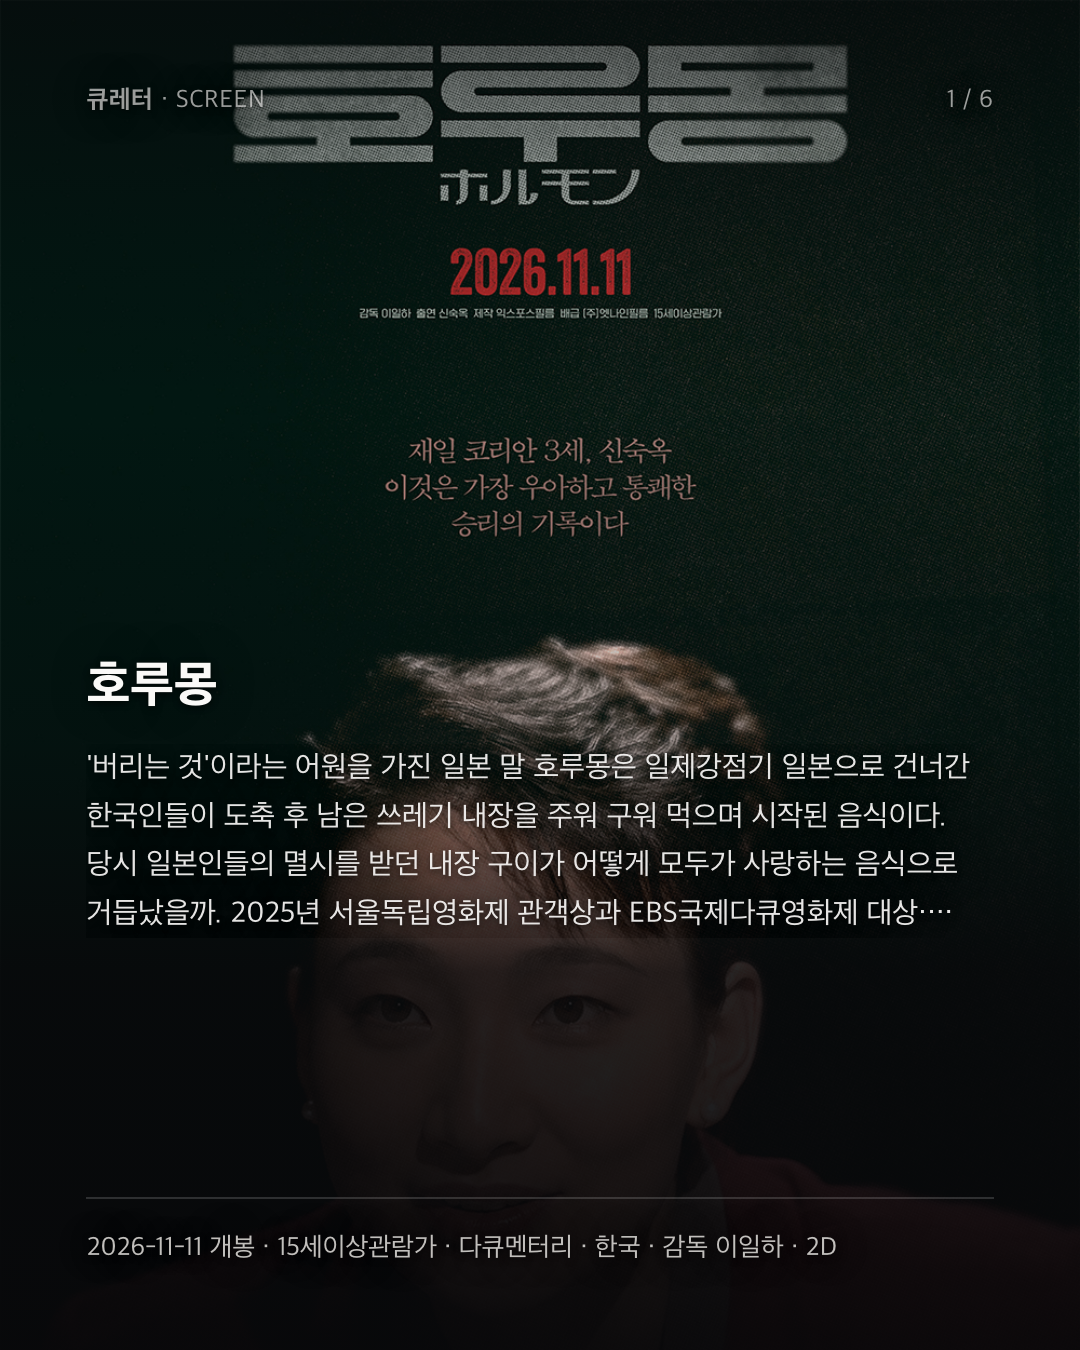 호루몽
큐레터 · SCREEN
1 / 6
ホルモン
2026.11.11
감독 이일하 출연 신숙옥 제작 익스포스필름 배급 (주)엣나인필름 15세이상관람가
재일 코리안 3세, 신숙옥
이것은 가장 우아하고 통쾌한
승리의 기록이다
호루몽
'버리는 것'이라는 어원을 가진 일본 말 호루몽은 일제강점기 일본으로 건너간
한국인들이 도축 후 남은 쓰레기 내장을 주워 구워 먹으며 시작된 음식이다.
당시 일본인들의 멸시를 받던 내장 구이가 어떻게 모두가 사랑하는 음식으로
거듭났을까. 2025년 서울독립영화제 관객상과 EBS국제다큐영화제 대상····
2026-11-11 개봉 · 15세이상관람가 · 다큐멘터리 · 한국 · 감독 이일하 · 2D